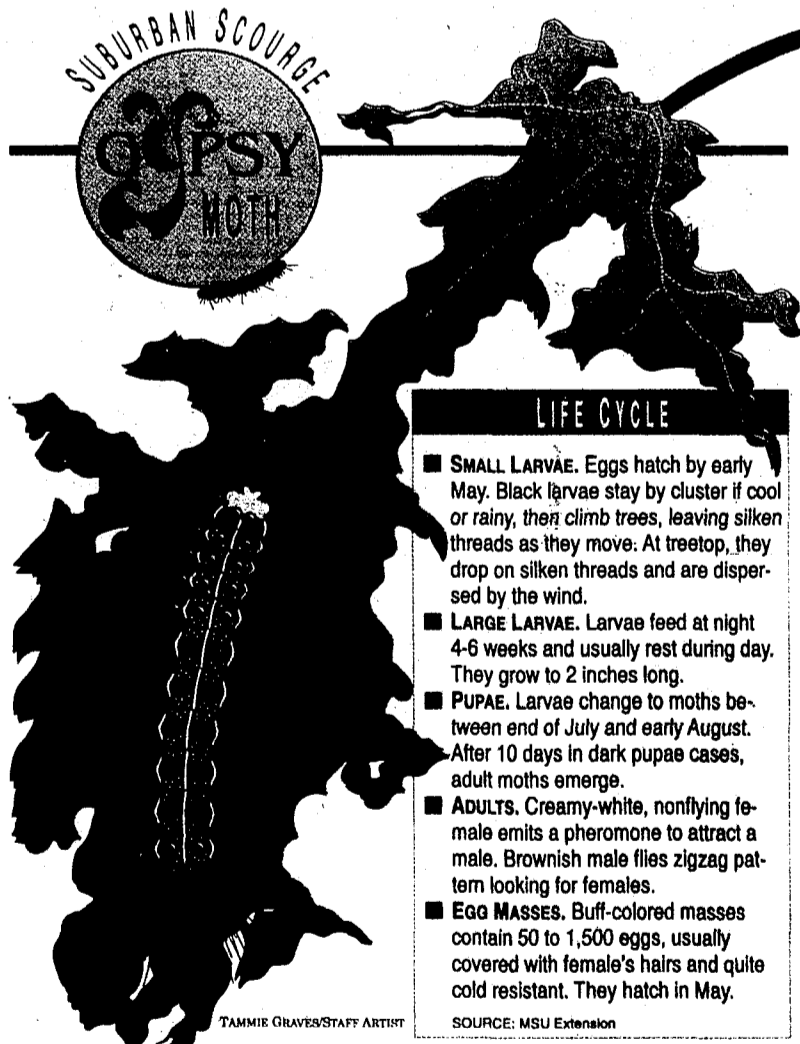 SUBURBAN SCOURGE
GYPSY
MOTH
LIFE CYCLE
■ SMALL LARVAE. Eggs hatch by early
May. Black larvae stay by cluster if cool
or rainy, then climb trees, leaving silken
threads as they move. At treetop, they
drop on silken threads and are disper-
sed by the wind.
■ LARGE LARVAE. Larvae feed at night
4-6 weeks and usually rest during day.
They grow to 2 inches long.
■ PUPAE. Larvae change to moths be-
tween end of July and early August.
After 10 days in dark pupae cases,
adult moths emerge.
■ ADULTS. Creamy-white, nonflying fe-
male emits a pheromone to attract a
male. Brownish male flies zigzag pat-
tern looking for females.
■ EGG MASSES. Buff-colored masses
contain 50 to 1,500 eggs, usually
covered with female's hairs and quite
cold resistant. They hatch in May.
TAMMIE GRAVES/STAFF ARTIST
SOURCE: MSU Extension